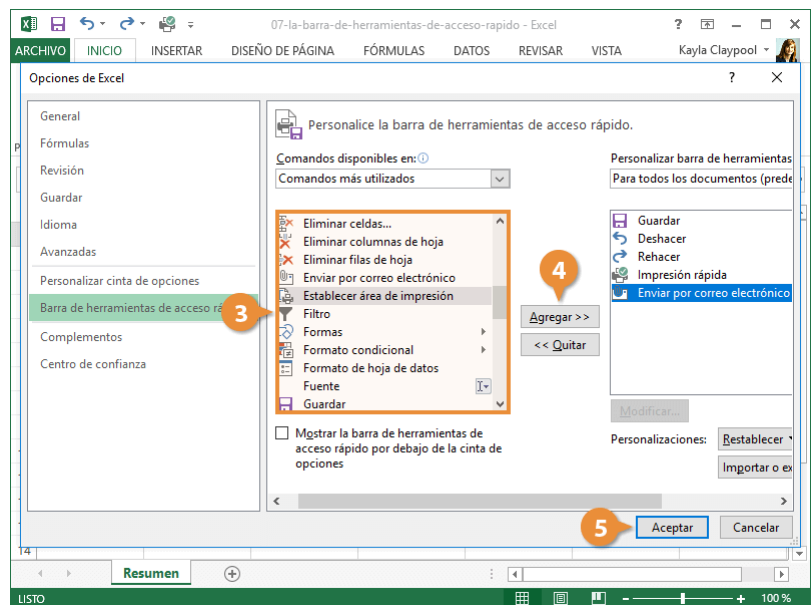 07-la-barra-de-herramientas-de-acceso-rapido - Excel
?
ARCHIVO INICIO INSERTAR DISEÑO DE PÁGINA FÓRMULAS DATOS REVISAR VISTA Kayla Claypool
Opciones de Excel ?
General
Fórmulas
Revisión
Guardar
Idioma
Avanzadas
Personalizar cinta de opciones
Barra de herramientas de acceso rá
Complementos
Centro de confianza
Personalice la barra de herramientas de acceso rápido.
Comandos disponibles en:
Comandos más utilizados
Eliminar celdas...
Eliminar columnas de hoja
Eliminar filas de hoja
Enviar por correo electrónico
Establecer área de impresión
Filtro
Formas
Formato condicional
Formato de hoja de datos
Fuente
Guardar
3
4
Agregar >>
<< Quitar
Personalizar barra de herramientas
Para todos los documentos (prede
Guardar
Deshacer
Rehacer
Impresión rápida
Enviar por correo electrónico
Modificar...
Mostrar la barra de herramientas de
acceso rápido por debajo de la cinta de
opciones
Personalizaciones: Restablecer
Importar o ex
5
Aceptar Cancelar
14
Resumen
LISTO 100 %